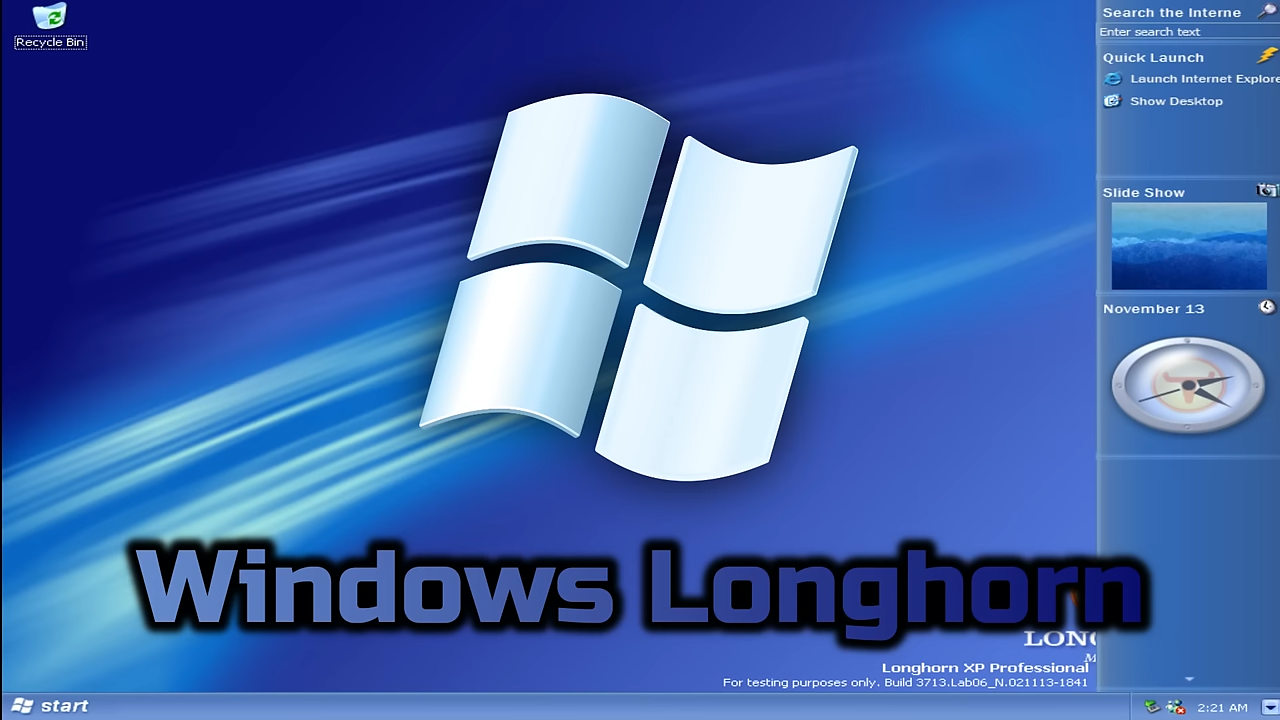 Recycle Bin
Search the Interne
Enter search text
Quick Launch
Launch Internet Explore
Show Desktop
Slide Show
November 13
Windows Longhorn
LONG
M
Longhorn XP Professional
For testing purposes only. Build 3713.Lab06_N.021113-1841
start
2:21 AM